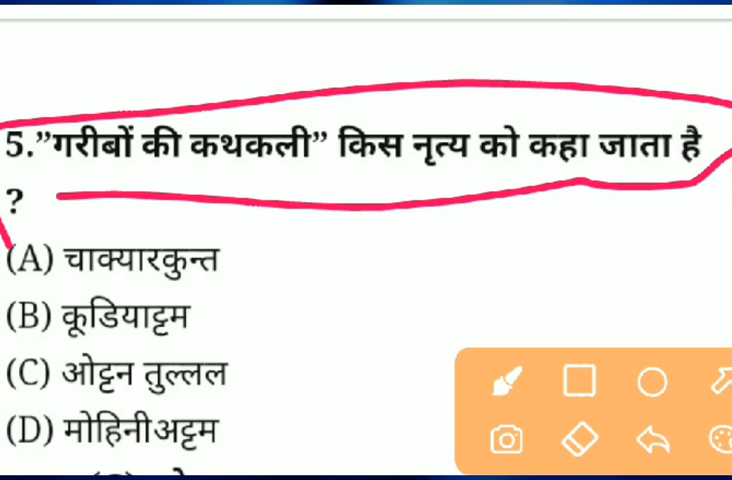 5.”गरीबों की कथकली” किस नृत्य को कहा जाता है
?
(A) चाक्यारकुन्त
(B) कूडियाट्टम
(C) ओट्टन तुल्लल
(D) मोहिनीअट्टम